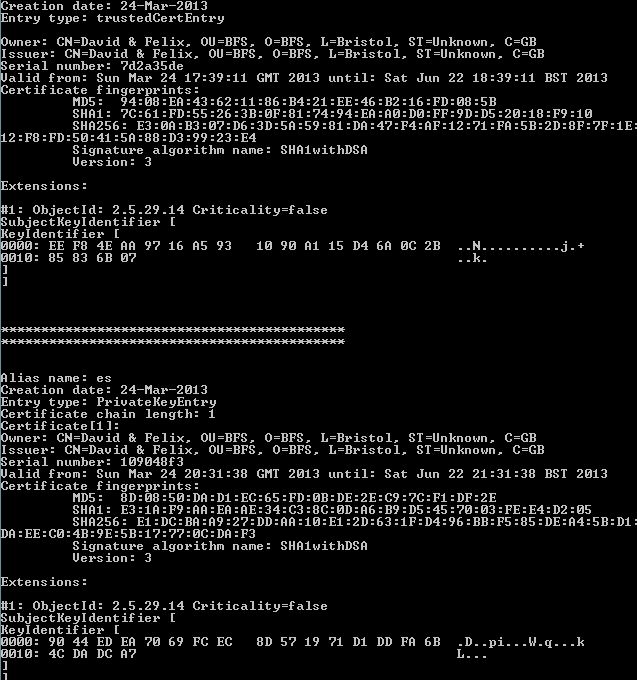 Creation date: 24-Mar-2013
Entry type: trustedCertEntry
Owner: CN=David & Felix, OU=BFS, O=BFS, L=Bristol, ST=Unknown, C=GB
Issuer: CN=David & Felix, OU=BFS, O=BFS, L=Bristol, ST=Unknown, C=GB
Serial number: 7d2a35de
Valid from: Sun Mar 24 17:39:11 GMT 2013 until: Sat Jun 22 18:39:11 BST 2013
Certificate fingerprints:
MD5: 94:08:EA:43:62:11:86:B4:21:EE:46:B2:16:FD:08:5B
SHA1: 7C:61:FD:55:26:3B:0F:81:74:94:EA:A0:D0:FF:9D:D5:20:18:F9:10
SHA256: E3:0A:B3:07:D6:3D:5A:59:81:DA:47:F4:AF:12:71:FA:5B:2D:8F:7F:1E:
12:F8:FD:50:41:5A:88:D3:99:23:E4
Signature algorithm name: SHA1withDSA
Version: 3
Extensions:
#1: ObjectId: 2.5.29.14 Criticality=false
SubjectKeyIdentifier [
KeyIdentifier [
0000: EE F8 4E AA 97 16 A5 93   10 90 A1 15 D4 6A 0C 2B  ..N..........j.+
0010: 85 83 6B 07                                        ..k.
]
]
*******************************************
*******************************************
Alias name: es
Creation date: 24-Mar-2013
Entry type: PrivateKeyEntry
Certificate chain length: 1
Certificate[1]:
Owner: CN=David & Felix, OU=BFS, O=BFS, L=Bristol, ST=Unknown, C=GB
Issuer: CN=David & Felix, OU=BFS, O=BFS, L=Bristol, ST=Unknown, C=GB
Serial number: 109048f3
Valid from: Sun Mar 24 20:31:38 GMT 2013 until: Sat Jun 22 21:31:38 BST 2013
Certificate fingerprints:
MD5: 8D:08:50:DA:D1:EC:65:FD:0B:DE:2E:C9:7C:F1:DF:2E
SHA1: E3:1A:F9:AA:EA:AE:34:C3:8C:0D:A6:B9:D5:45:70:03:FE:E4:D2:05
SHA256: E1:DC:BA:A9:27:DD:AA:10:E1:2D:63:1F:D4:96:BB:F5:85:DE:A4:5B:D1:
DA:EE:C0:4B:9E:5B:17:77:0C:DA:F3
Signature algorithm name: SHA1withDSA
Version: 3
Extensions:
#1: ObjectId: 2.5.29.14 Criticality=false
SubjectKeyIdentifier [
KeyIdentifier [
0000: 90 44 ED EA 70 69 FC EC   8D 57 19 71 D1 DD FA 6B  .D..pi...W.q...k
0010: 4C DA DC A7                                        L...
]
]